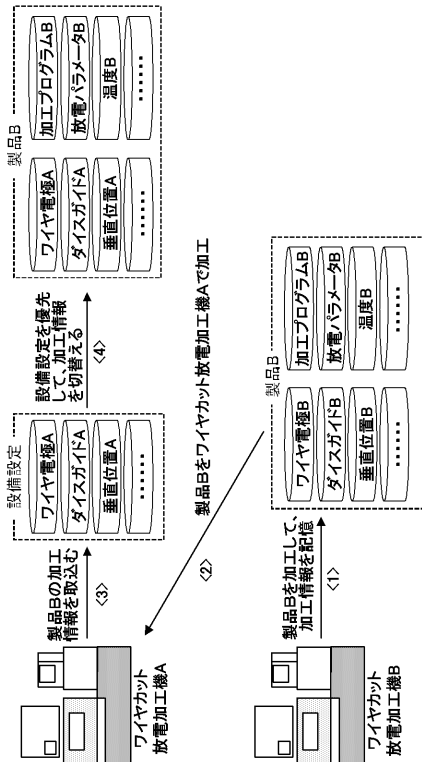 ワイヤカット
放電加工機A
製品Bの加工
情報を取込む
<3>
設備設定
ワイヤ電極A
ダイスガイドA
垂直位置A
……
設備設定を優先
して、加工情報
を切替える
<4>
製品B
ワイヤ電極A
ダイスガイドA
垂直位置A
……
加工プログラムB
放電パラメータB
温度B
……
<2>
製品Bをワイヤカット放電加工機Aで加工
ワイヤカット
放電加工機B
製品Bを加工して、
加工情報を記憶
<1>
製品B
ワイヤ電極B
ダイスガイドB
垂直位置B
……
加工プログラムB
放電パラメータB
温度B
……